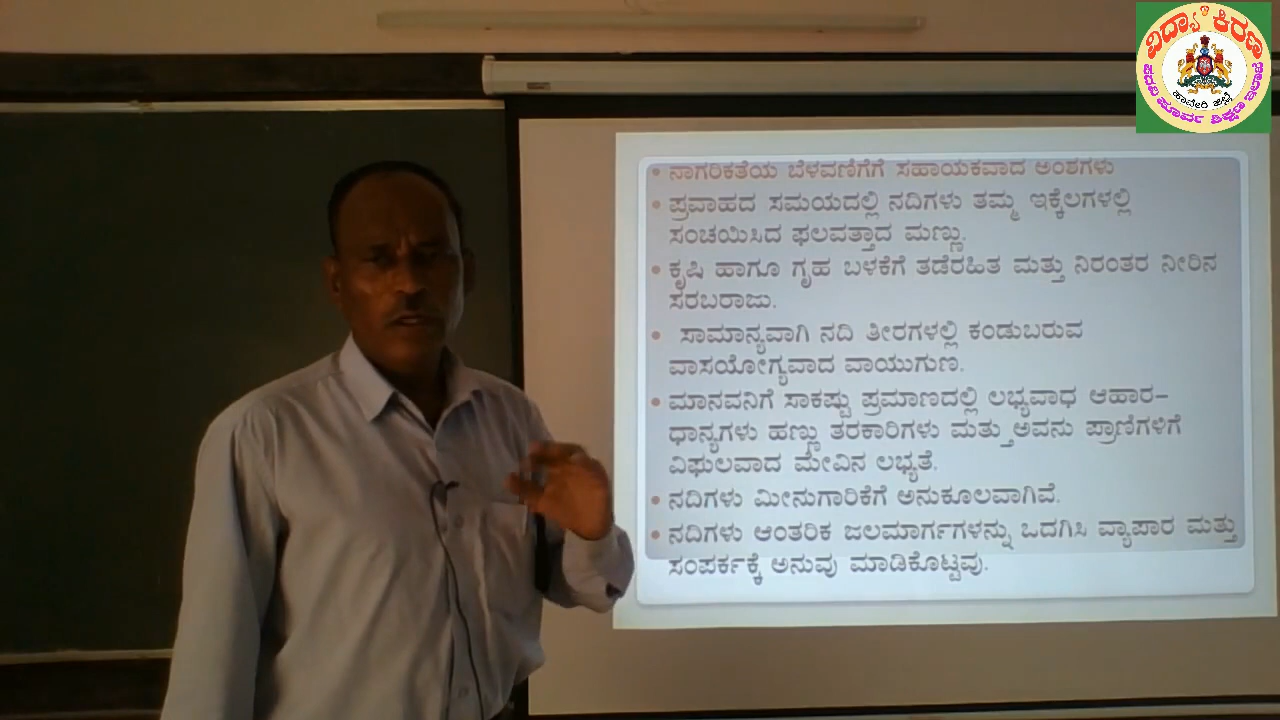 ವಿದ್ಯಾ ಕಿರಣ
ಪದವಿ ಪೂರ್ವ ಶಿಕ್ಷಣ ಇಲಾಖೆ
ಹಾವೇರಿ ಜಿಲ್ಲೆ
• ನಾಗರಿಕತೆಯ ಬೆಳವಣಿಗೆಗೆ ಸಹಾಯಕವಾದ ಅಂಶಗಳು
• ಪ್ರವಾಹದ ಸಮಯದಲ್ಲಿ ನದಿಗಳು ತಮ್ಮ ಇಕ್ಕೆಲಗಳಲ್ಲಿ
ಸಂಚಯಿಸಿದ ಫಲವತ್ತಾದ ಮಣ್ಣು.
• ಕೃಷಿ ಹಾಗೂ ಗೃಹ ಬಳಕೆಗೆ ತಡೆರಹಿತ ಮತ್ತು ನಿರಂತರ ನೀರಿನ
ಸರಬರಾಜು.
• ಸಾಮಾನ್ಯವಾಗಿ ನದಿ ತೀರಗಳಲ್ಲಿ ಕಂಡುಬರುವ
ವಾಸಯೋಗ್ಯವಾದ ವಾಯುಗುಣ.
• ಮಾನವನಿಗೆ ಸಾಕಷ್ಟು ಪ್ರಮಾಣದಲ್ಲಿ ಲಭ್ಯವಾಧ ಆಹಾರ-
ಧಾನ್ಯಗಳು ಹಣ್ಣು ತರಕಾರಿಗಳು ಮತ್ತು ಅವನು ಪ್ರಾಣಿಗಳಿಗೆ
ವಿಫುಲವಾದ ಮೇವಿನ ಲಭ್ಯತೆ.
• ನದಿಗಳು ಮೀನುಗಾರಿಕೆಗೆ ಅನುಕೂಲವಾಗಿವೆ.
• ನದಿಗಳು ಆಂತರಿಕ ಜಲಮಾರ್ಗಗಳನ್ನು ಒದಗಿಸಿ ವ್ಯಾಪಾರ ಮತ್ತು
ಸಂಪರ್ಕಕ್ಕೆ ಅನುವು ಮಾಡಿಕೊಟ್ಟವು.